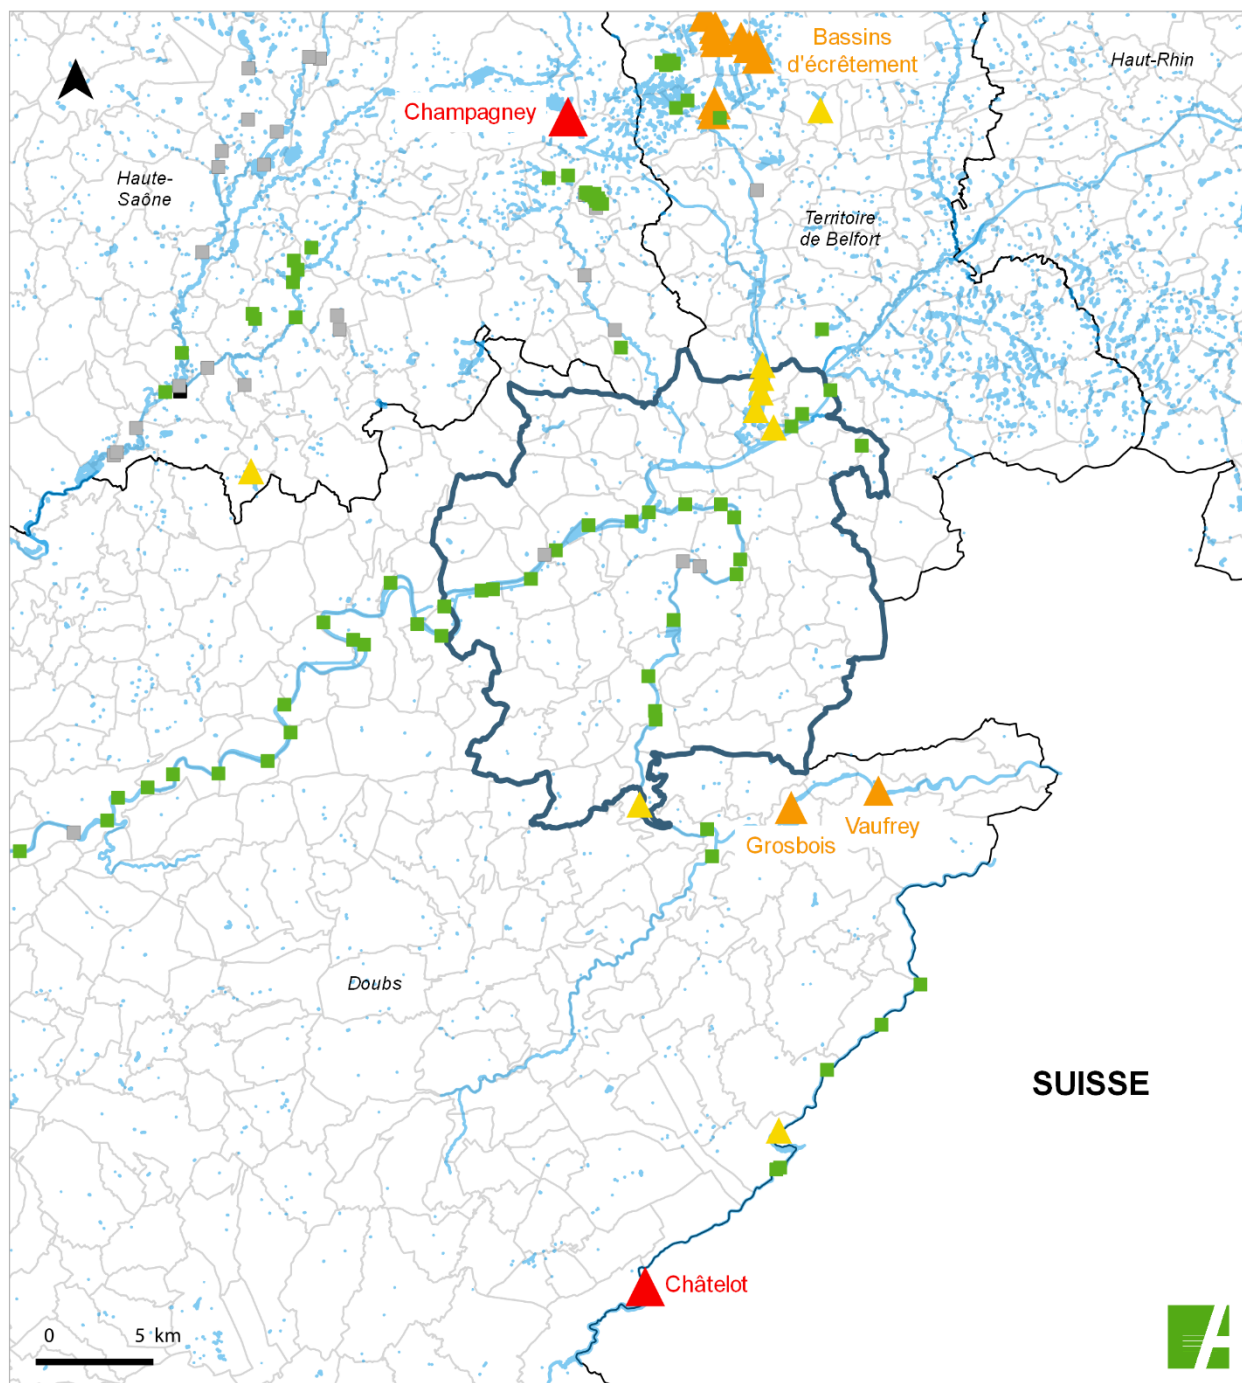 Bassins
d'écrêtement
Haut-Rhin
Champagney
Haute-
Saône
Territoire
de Belfort
Grosbois
Vaufrey
Doubs
SUISSE
Châtelot
0 5 km